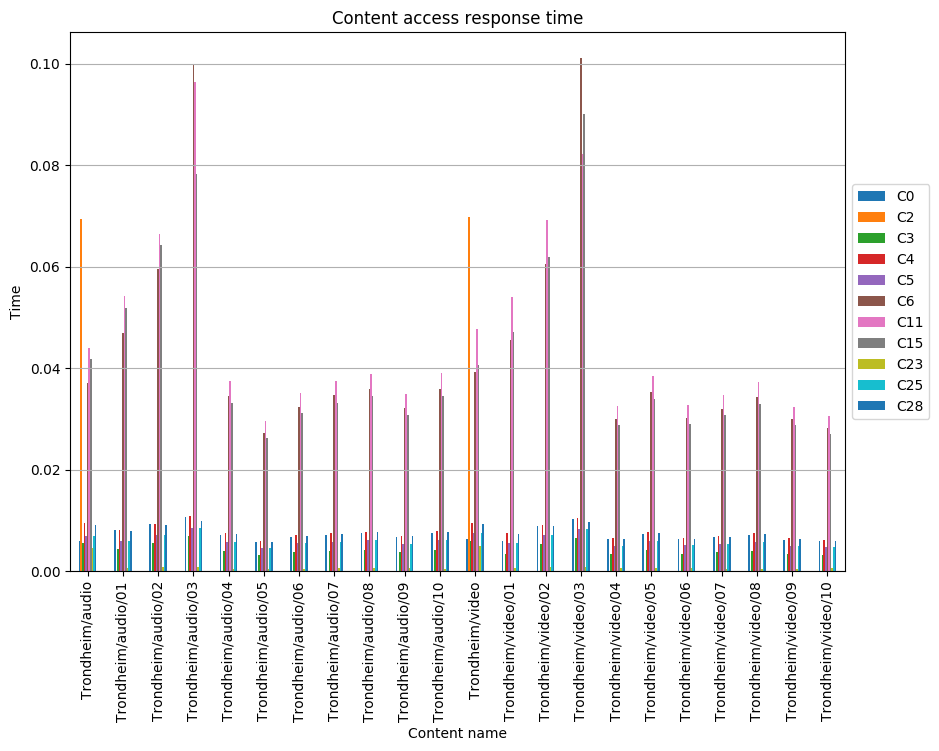 Content access response time
Time
0.10
0.08
0.06
0.04
0.02
0.00
C0
C2
C3
C4
C5
C6
C11
C15
C23
C25
C28
Trondheim/audio
Trondheim/audio/01
Trondheim/audio/02
Trondheim/audio/03
Trondheim/audio/04
Trondheim/audio/05
Trondheim/audio/06
Trondheim/audio/07
Trondheim/audio/08
Trondheim/audio/09
Trondheim/audio/10
Trondheim/video
Trondheim/video/01
Trondheim/video/02
Trondheim/video/03
Trondheim/video/04
Trondheim/video/05
Trondheim/video/06
Trondheim/video/07
Trondheim/video/08
Trondheim/video/09
Trondheim/video/10
Content name